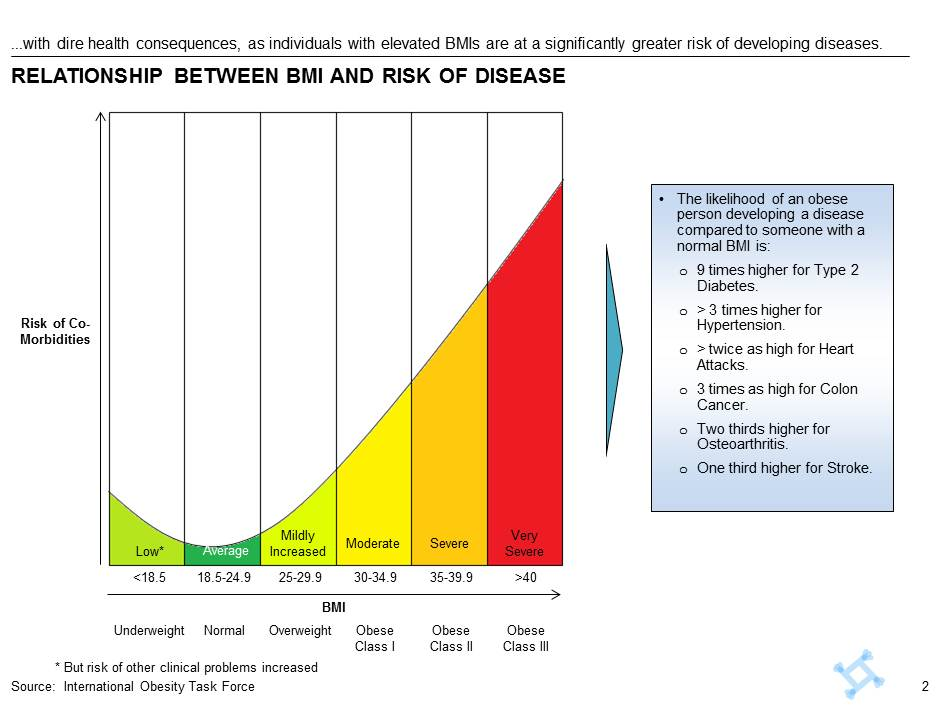 ...with dire health consequences, as individuals with elevated BMIs are at a significantly greater risk of developing diseases.
RELATIONSHIP BETWEEN BMI AND RISK OF DISEASE
Risk of Co-
Morbidities
Low*
Average
Mildly
Increased
Moderate
Severe
Very
Severe
<18.5
18.5-24.9
25-29.9
30-34.9
35-39.9
>40
BMI
Underweight
Normal
Overweight
Obese
Class I
Obese
Class II
Obese
Class III
• The likelihood of an obese
person developing a disease
compared to someone with a
normal BMI is:
o 9 times higher for Type 2
Diabetes.
o > 3 times higher for
Hypertension.
o > twice as high for Heart
Attacks.
o 3 times as high for Colon
Cancer.
o Two thirds higher for
Osteoarthritis.
o One third higher for Stroke.
* But risk of other clinical problems increased
Source: International Obesity Task Force
2